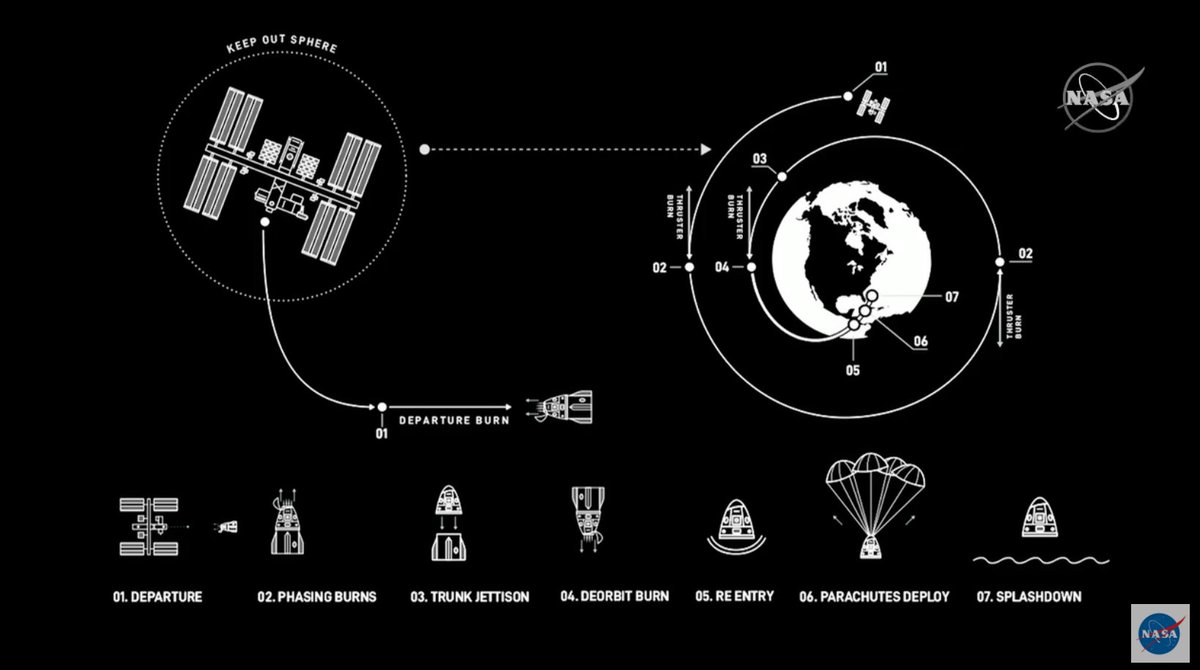 KEEP OUT SPHERE
01
NASA
03
THRUSTER
BURN
THRUSTER
BURN
02
04
02
07
THRUSTER
BURN
06
05
DEPARTURE BURN
01
01. DEPARTURE
02. PHASING BURNS
03. TRUNK JETTISON
04. DEORBIT BURN
05. RE ENTRY
06. PARACHUTES DEPLOY
07. SPLASHDOWN
NASA